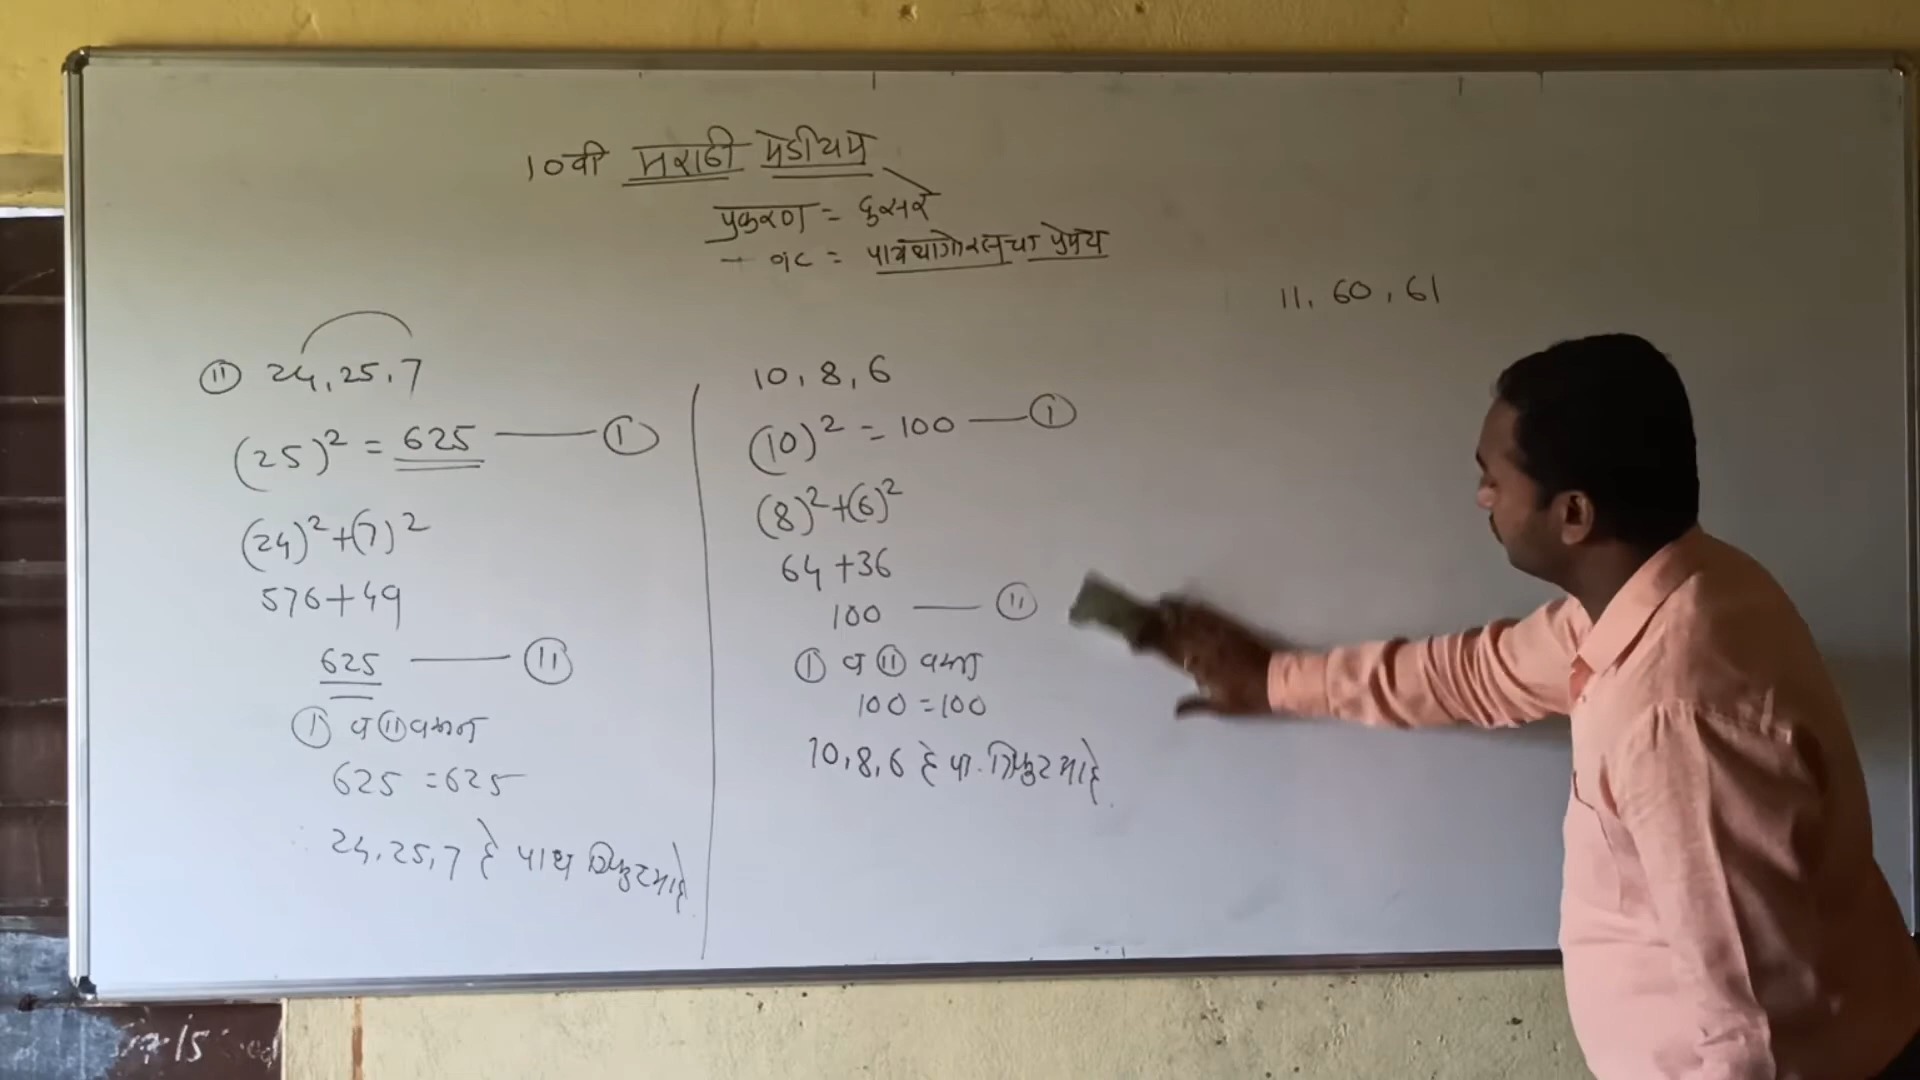 10वी मराठी मेडीयम
प्रकरण = दुसरे
पायथागोरसचा प्रमेय
11, 60, 61
(ii) 24, 25, 7
(25)² = 625 — (I)
(24)² + (7)²
576 + 49
625 — (II)
(I) व (II) वरून
625 = 625
24, 25, 7 हे पाय त्रिकुट आहे
10, 8, 6
(10)² = 100 — (I)
(8)² + (6)²
64 + 36
100 — (II)
(I) व (II) वरून
100 = 100
10, 8, 6 हे पा. त्रिकुट आहे.